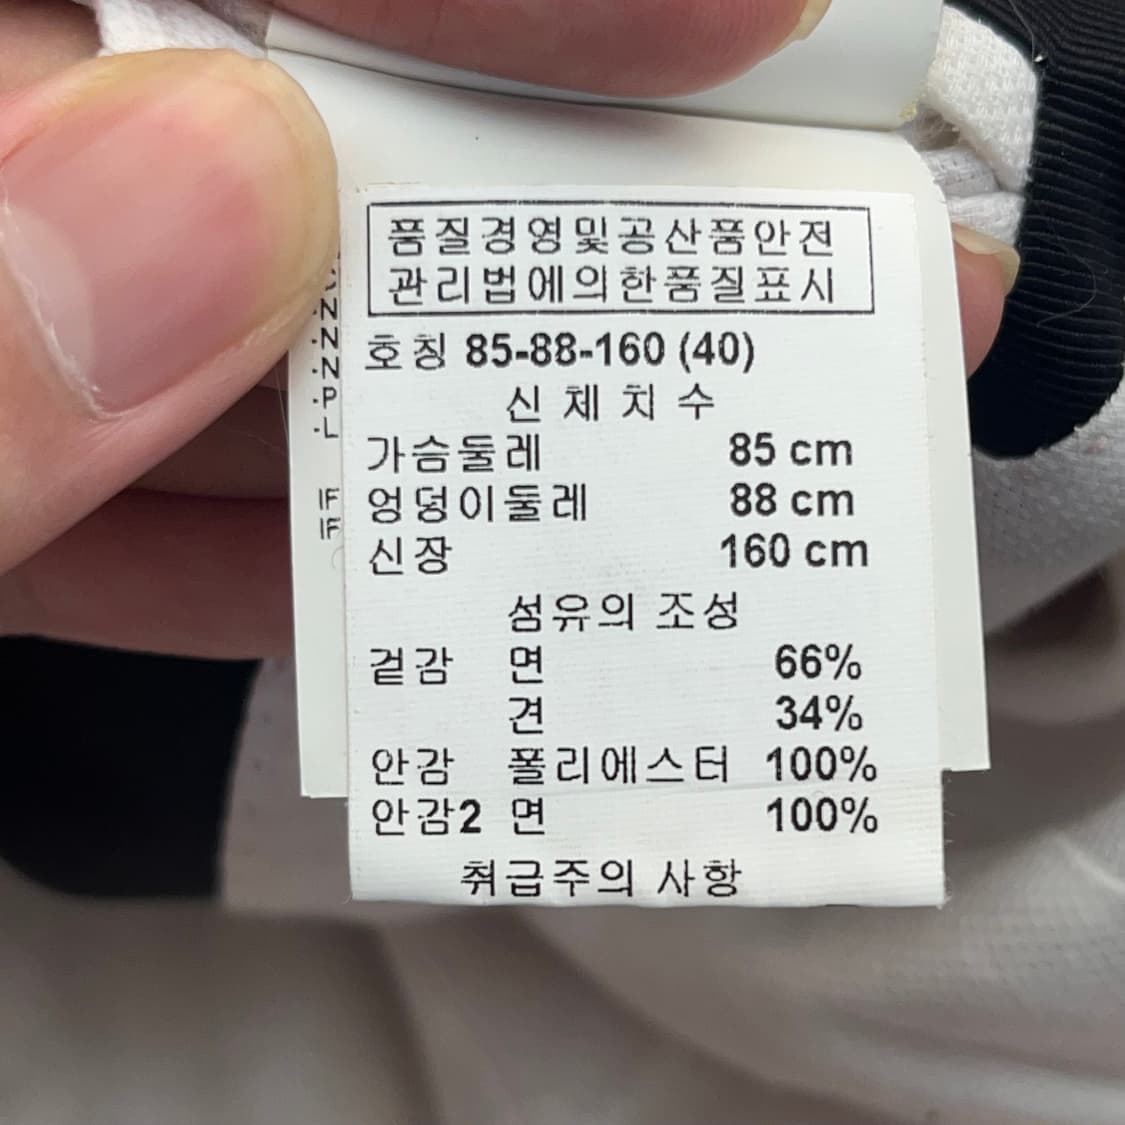 품질경영및공산품안전
관리법에의한품질표시
호칭 85-88-160 (40)
신체치수
가슴둘레 85 cm
엉덩이둘레 88 cm
신장 160 cm
섬유의 조성
겉감 면 66%
견 34%
안감 폴리에스터 100%
안감2 면 100%
취급주의 사항
·N
·N
·N
·P
·L
IF
IF